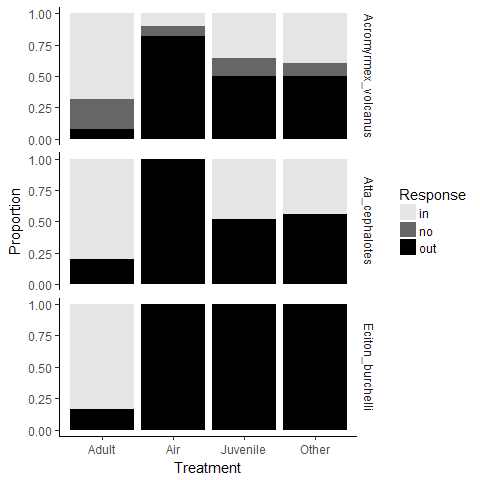 1.00
0.75
0.50
0.25
0.00
Acromyrmex_volcanus
1.00
0.75
0.50
0.25
0.00
Atta_cephalotes
1.00
0.75
0.50
0.25
0.00
Eciton_burchelli
Proportion
Adult Air Juvenile Other
Treatment
Response
in
no
out